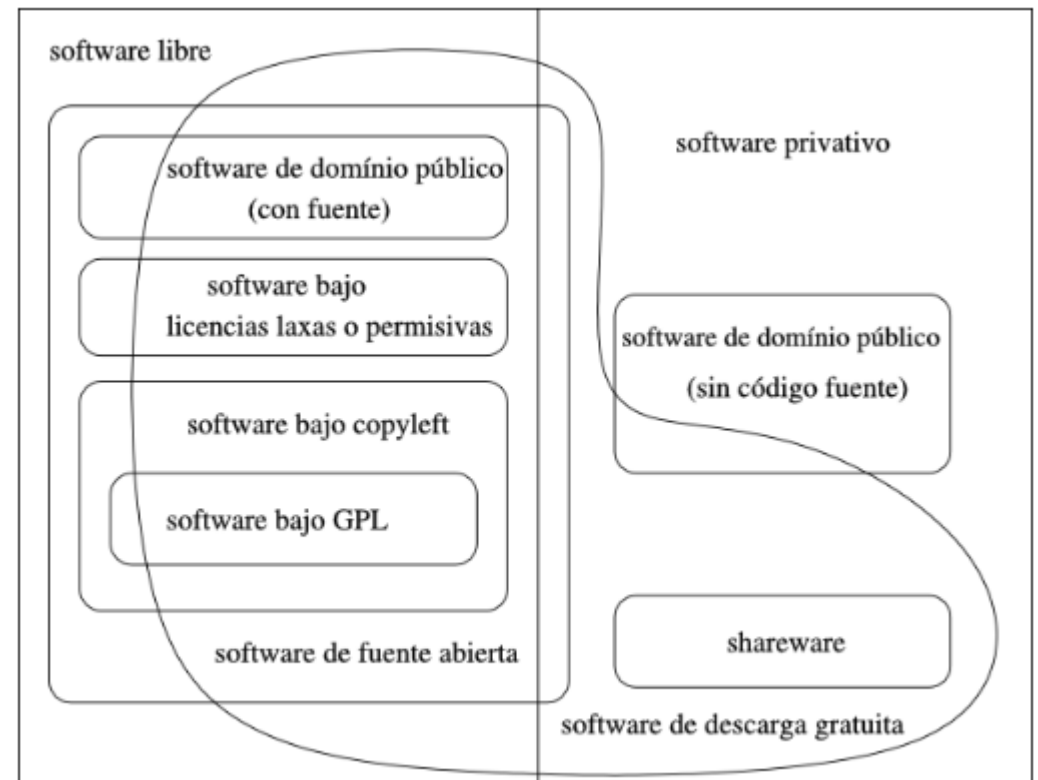 software libre
software privativo
software de domínio público
(con fuente)
software bajo
licencias laxas o permisivas
software de domínio público
(sin código fuente)
software bajo copyleft
software bajo GPL
shareware
software de fuente abierta
software de descarga gratuita